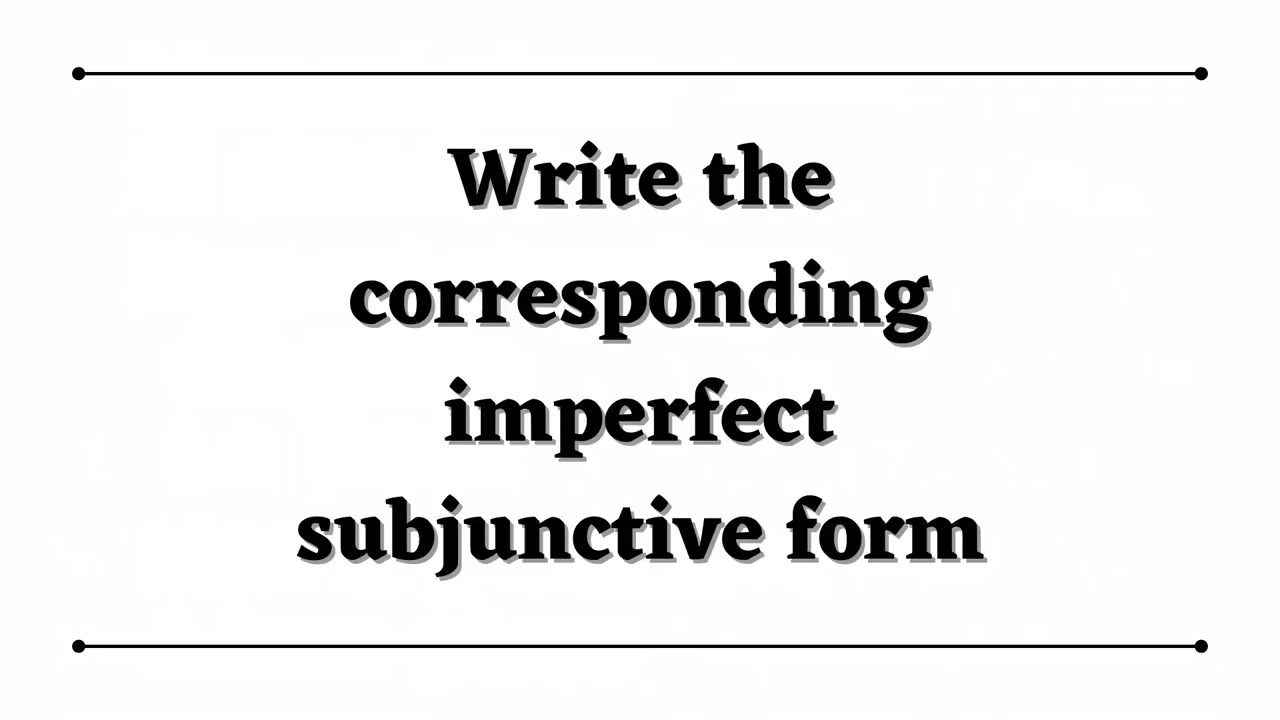 Write the
corresponding
imperfect
subjunctive form